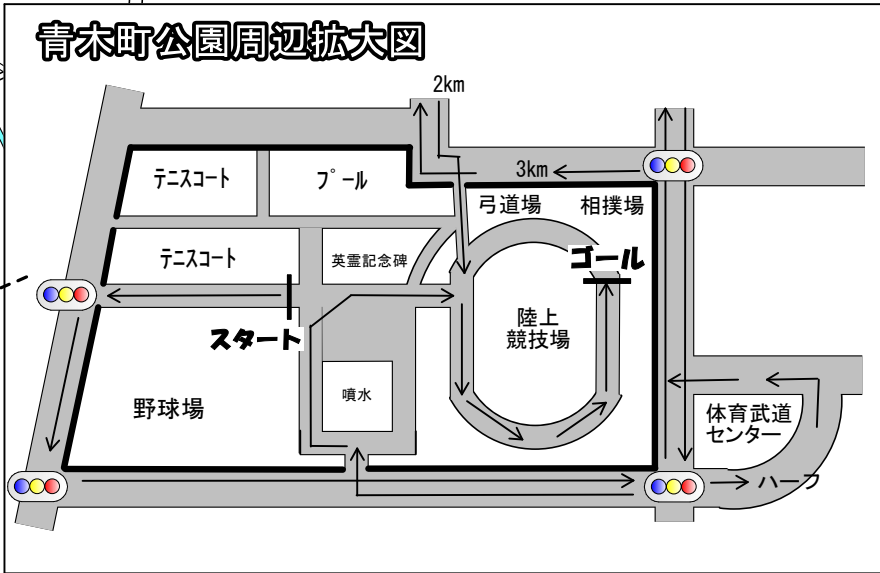 青木町公園周辺拡大図
2km
3km
テニスコート
プール
弓道場
相撲場
テニスコート
英霊記念碑
ゴール
スタート
陸上
競技場
噴水
野球場
体育武道
センター
ハーフ